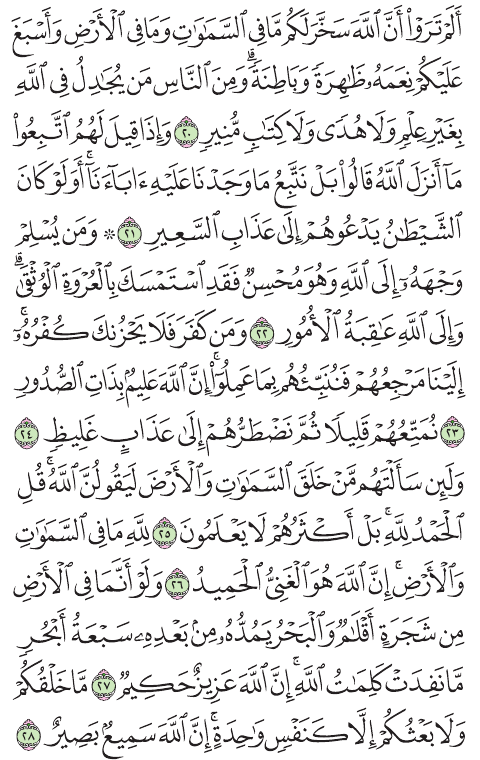 أَلَمْ تَرَوْا۟ أَنَّ ٱللَّهَ سَخَّرَ لَكُم مَّا فِى ٱلسَّمَٰوَٰتِ وَمَا فِى ٱلْأَرْضِ وَأَسْبَغَ
عَلَيْكُمْ نِعَمَهُۥ ظَٰهِرَةً وَبَاطِنَةً ۗ وَمِنَ ٱلنَّاسِ مَن يُجَٰدِلُ فِى ٱللَّهِ
بِغَيْرِ عِلْمٍ وَلَا هُدًى وَلَا كِتَٰبٍ مُّنِيرٍ ٢٠ وَإِذَا قِيلَ لَهُمُ ٱتَّبِعُوا۟
مَآ أَنزَلَ ٱللَّهُ قَالُوا۟ بَلْ نَتَّبِعُ مَا وَجَدْنَا عَلَيْهِ ءَابَآءَنَآ ۚ أَوَلَوْ كَانَ
ٱلشَّيْطَٰنُ يَدْعُوهُمْ إِلَىٰ عَذَابِ ٱلسَّعِيرِ ٢١ ۞ وَمَن يُسْلِمْ
وَجْهَهُۥٓ إِلَى ٱللَّهِ وَهُوَ مُحْسِنٌ فَقَدِ ٱسْتَمْسَكَ بِٱلْعُرْوَةِ ٱلْوُثْقَىٰ ۗ
وَإِلَى ٱللَّهِ عَٰقِبَةُ ٱلْأُمُورِ ٢٢ وَمَن كَفَرَ فَلَا يَحْزُنكَ كُفْرُهُۥٓ ۚ
إِلَيْنَا مَرْجِعُهُمْ فَنُنَبِّئُهُم بِمَا عَمِلُوٓا۟ ۚ إِنَّ ٱللَّهَ عَلِيمٌۢ بِذَاتِ ٱلصُّدُورِ
٢٣ نُمَتِّعُهُمْ قَلِيلًا ثُمَّ نَضْطَرُّهُمْ إِلَىٰ عَذَابٍ غَلِيظٍ ٢٤
وَلَئِن سَأَلْتَهُم مَّنْ خَلَقَ ٱلسَّمَٰوَٰتِ وَٱلْأَرْضَ لَيَقُولُنَّ ٱللَّهُ ۚ قُلِ
ٱلْحَمْدُ لِلَّهِ ۚ بَلْ أَكْثَرُهُمْ لَا يَعْلَمُونَ ٢٥ لِلَّهِ مَا فِى ٱلسَّمَٰوَٰتِ
وَٱلْأَرْضِ ۚ إِنَّ ٱللَّهَ هُوَ ٱلْغَنِىُّ ٱلْحَمِيدُ ٢٦ وَلَوْ أَنَّمَا فِى ٱلْأَرْضِ
مِن شَجَرَةٍ أَقْلَٰمٌ وَٱلْبَحْرُ يَمُدُّهُۥ مِنۢ بَعْدِهِۦ سَبْعَةُ أَبْحُرٍ
مَّا نَفِدَتْ كَلِمَٰتُ ٱللَّهِ ۗ إِنَّ ٱللَّهَ عَزِيزٌ حَكِيمٌ ٢٧ مَّا خَلْقُكُمْ
وَلَا بَعْثُكُمْ إِلَّا كَنَفْسٍ وَٰحِدَةٍ ۗ إِنَّ ٱللَّهَ سَمِيعٌۢ بَصِيرٌ ٢٨